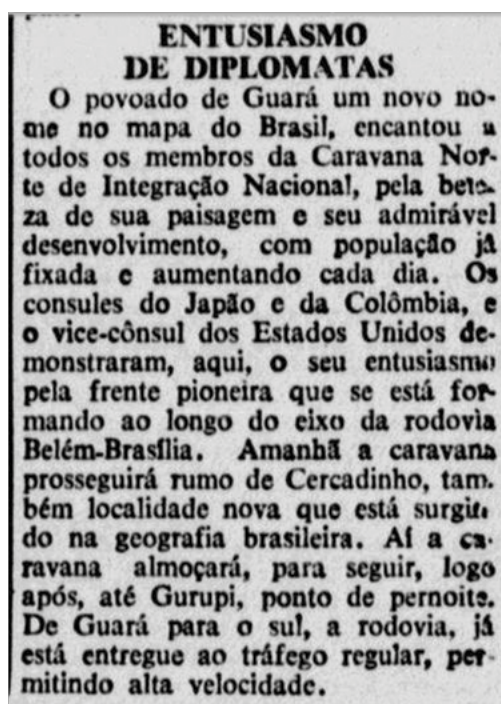 ENTUSIASMO
DE DIPLOMATAS
O povoado de Guará um novo no-
me no mapa do Brasil, encantou a
todos os membros da Caravana Nor-
te de Integração Nacional, pela bele-
za de sua paisagem e seu admirável
desenvolvimento, com população já
fixada e aumentando cada dia. Os
consules do Japão e da Colômbia, e
o vice-cônsul dos Estados Unidos de-
monstraram, aqui, o seu entusiasmo
pela frente pioneira que se está for-
mando ao longo do eixo da rodovia
Belém-Brasília. Amanhã a caravana
prosseguirá rumo de Cercadinho, tam-
bém localidade nova que está surgin-
do na geografia brasileira. Aí a ca-
ravana almoçará, para seguir, logo
após, até Gurupi, ponto de pernoite.
De Guará para o sul, a rodovia, já
está entregue ao tráfego regular, per-
mitindo alta velocidade.